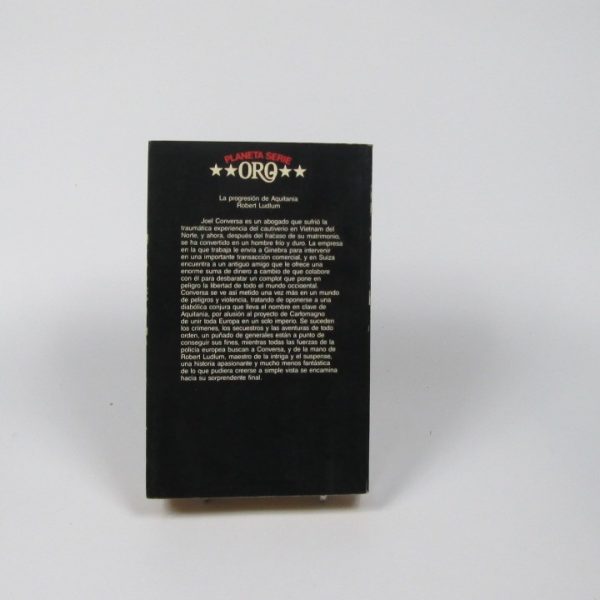 PLANETA SERIE
ORO
La progresión de Aquitania
Robert Ludlum
Joel Conversa es un abogado que sufrió la
traumática experiencia del cautiverio en Vietnam del
Norte, y ahora, después del fracaso de su matrimonio,
se ha convertido en un hombre frío y duro. La empresa
en la que trabaja le envía a Ginebra para intervenir
en una importante transacción comercial, y en Suiza
encuentra a un antiguo amigo que le ofrece una
enorme suma de dinero a cambio de que colabore
con él para desbaratar un complot que pone en
peligro la libertad de todo el mundo occidental.
Conversa se ve así metido una vez más en un mundo
de peligros y violencia, tratando de oponerse a una
diabólica conjura que lleva el nombre en clave de
Aquitania, por alusión al proyecto de Carlomagno
de unir toda Europa en un solo imperio. Se suceden
los crímenes, los secuestros y las aventuras de todo
orden, un puñado de generales están a punto de
conseguir sus fines, mientras todas las fuerzas de la
policía europea buscan a Conversa, y de la mano de
Robert Ludlum, maestro de la intriga y el suspense,
una historia apasionante y mucho menos fantástica
de lo que pudiera creerse a simple vista se encamina
hacia su sorprendente final.